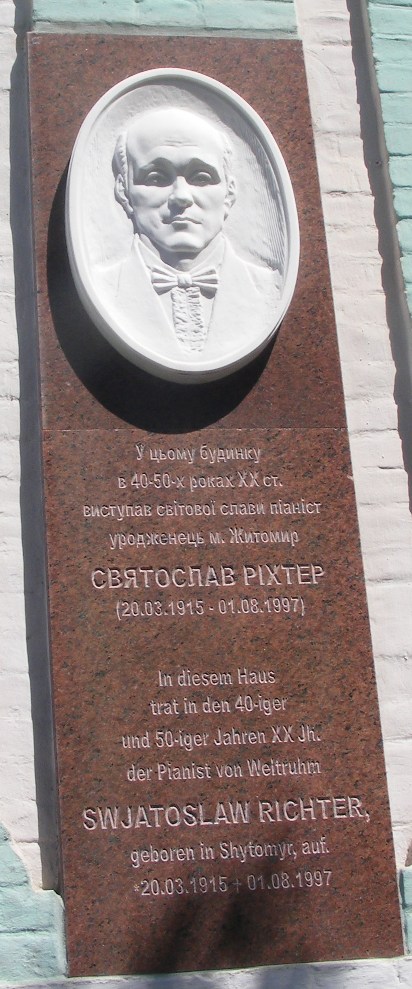 У цьому будинку
в 40-50-х роках ХХ ст.
виступав світової слави піаніст
уродженець м. Житомир
СВЯТОСЛАВ РІХТЕР
(20.03.1915 - 01.08.1997)
In diesem Haus
trat in den 40-iger
und 50-iger Jahren XX Jh.
der Pianist von Weltruhm
SWJATOSLAW RICHTER,
geboren in Shytomyr, auf.
*20.03.1915 + 01.08.1997